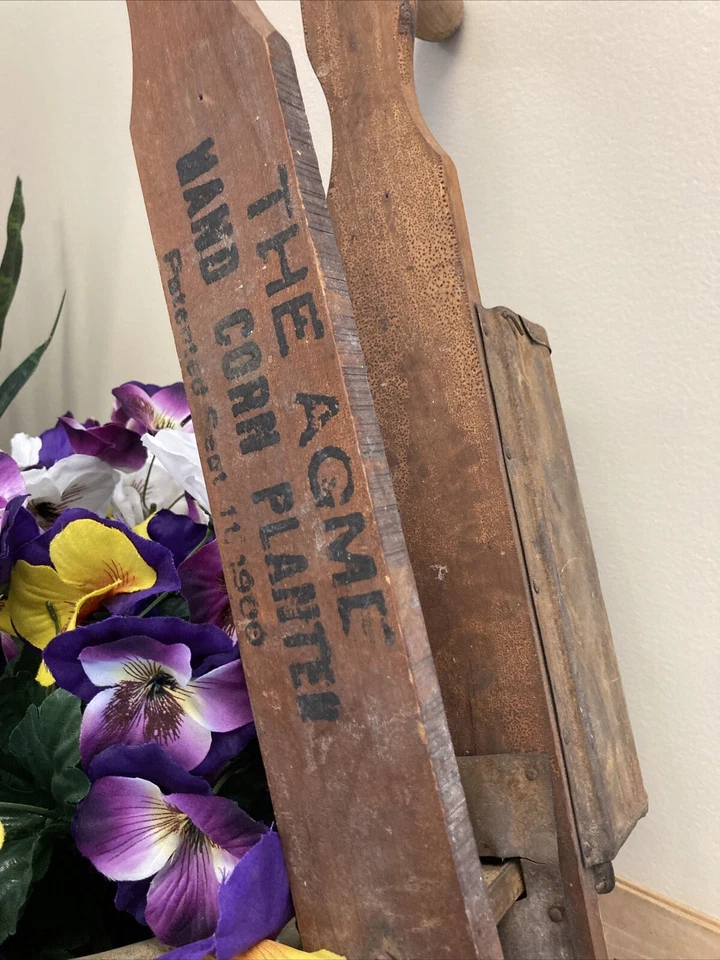 THE ACME
HAND CORN PLANTER
Patented Sept. 11, 1900